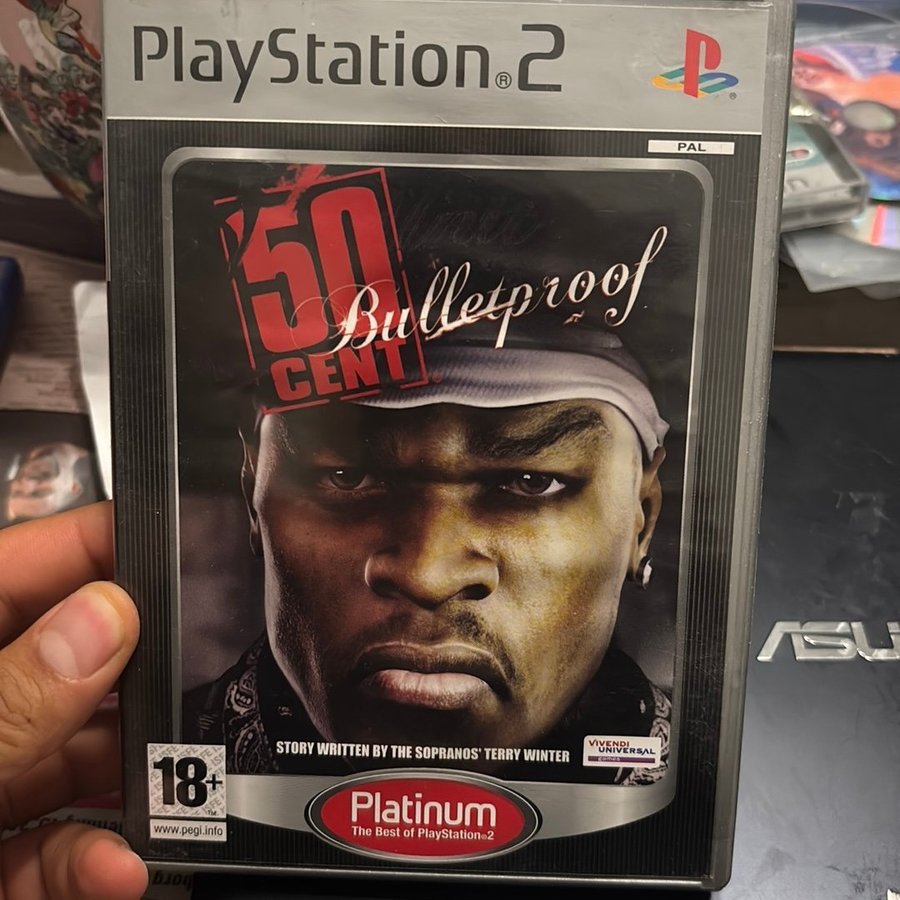 PlayStation®2
PAL
50
CENT
Bulletproof
STORY WRITTEN BY THE SOPRANOS' TERRY WINTER
VIVENDI
UNIVERSAL
games
18+
www.pegi.info
Platinum
The Best of PlayStation®2
ASU